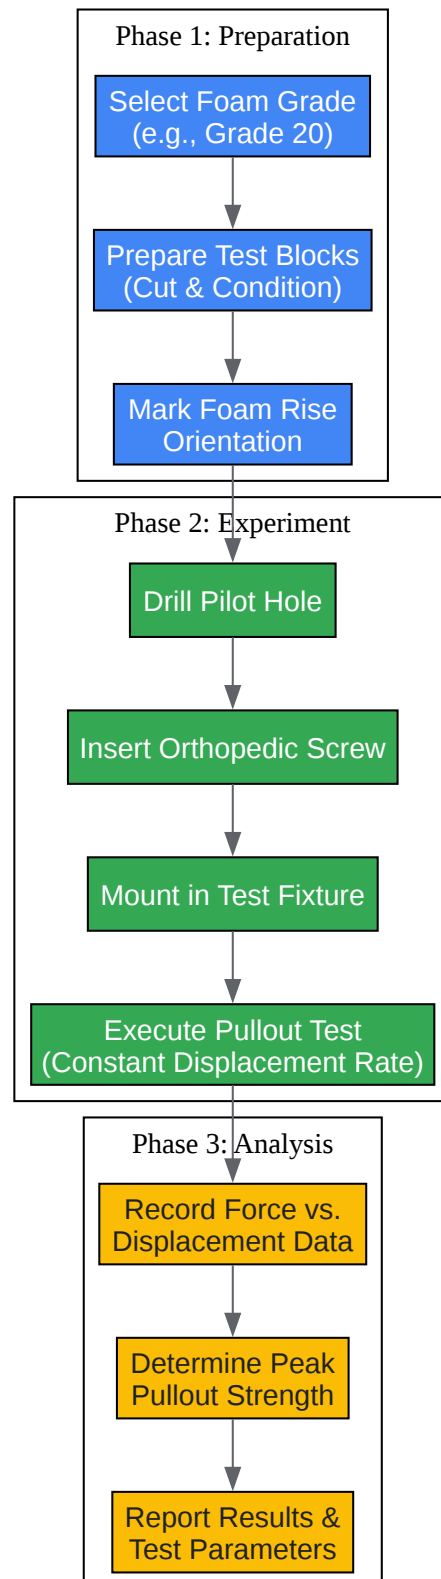 Phase 1: Preparation
Select Foam Grade
(e.g., Grade 20)
Prepare Test Blocks
(Cut & Condition)
Mark Foam Rise
Orientation
Phase 2: Experiment
Drill Pilot Hole
Insert Orthopedic Screw
Mount in Test Fixture
Execute Pullout Test
(Constant Displacement Rate)
Phase 3: Analysis
Record Force vs.
Displacement Data
Determine Peak
Pullout Strength
Report Results &
Test Parameters